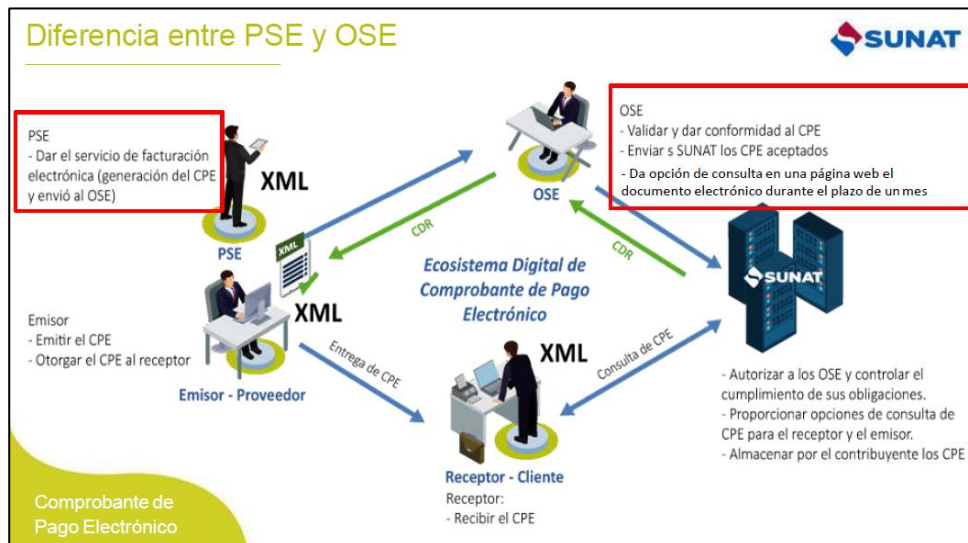 Diferencia entre PSE y OSE
SUNAT
PSE
- Dar el servicio de facturación
electrónica (generación del CPE
y envió al OSE)
XML
PSE
OSE
OSE
- Validar y dar conformidad al CPE
- Enviar s SUNAT los CPE aceptados
- Da opción de consulta en una página web el
documento electrónico durante el plazo de un mes
CDR
CDR
XML
XML
Ecosistema Digital de
Comprobante de Pago
Electrónico
SUNAT
Emisor
- Emitir el CPE
- Otorgar el CPE al receptor
Emisor - Proveedor
Entrega de CPE
XML
Consulta de CPE
- Autorizar a los OSE y controlar el
cumplimiento de sus obligaciones.
- Proporcionar opciones de consulta de
CPE para el receptor y el emisor.
- Almacenar por el contribuyente los CPE
Receptor - Cliente
Receptor:
- Recibir el CPE
Comprobante de
Pago Electrónico